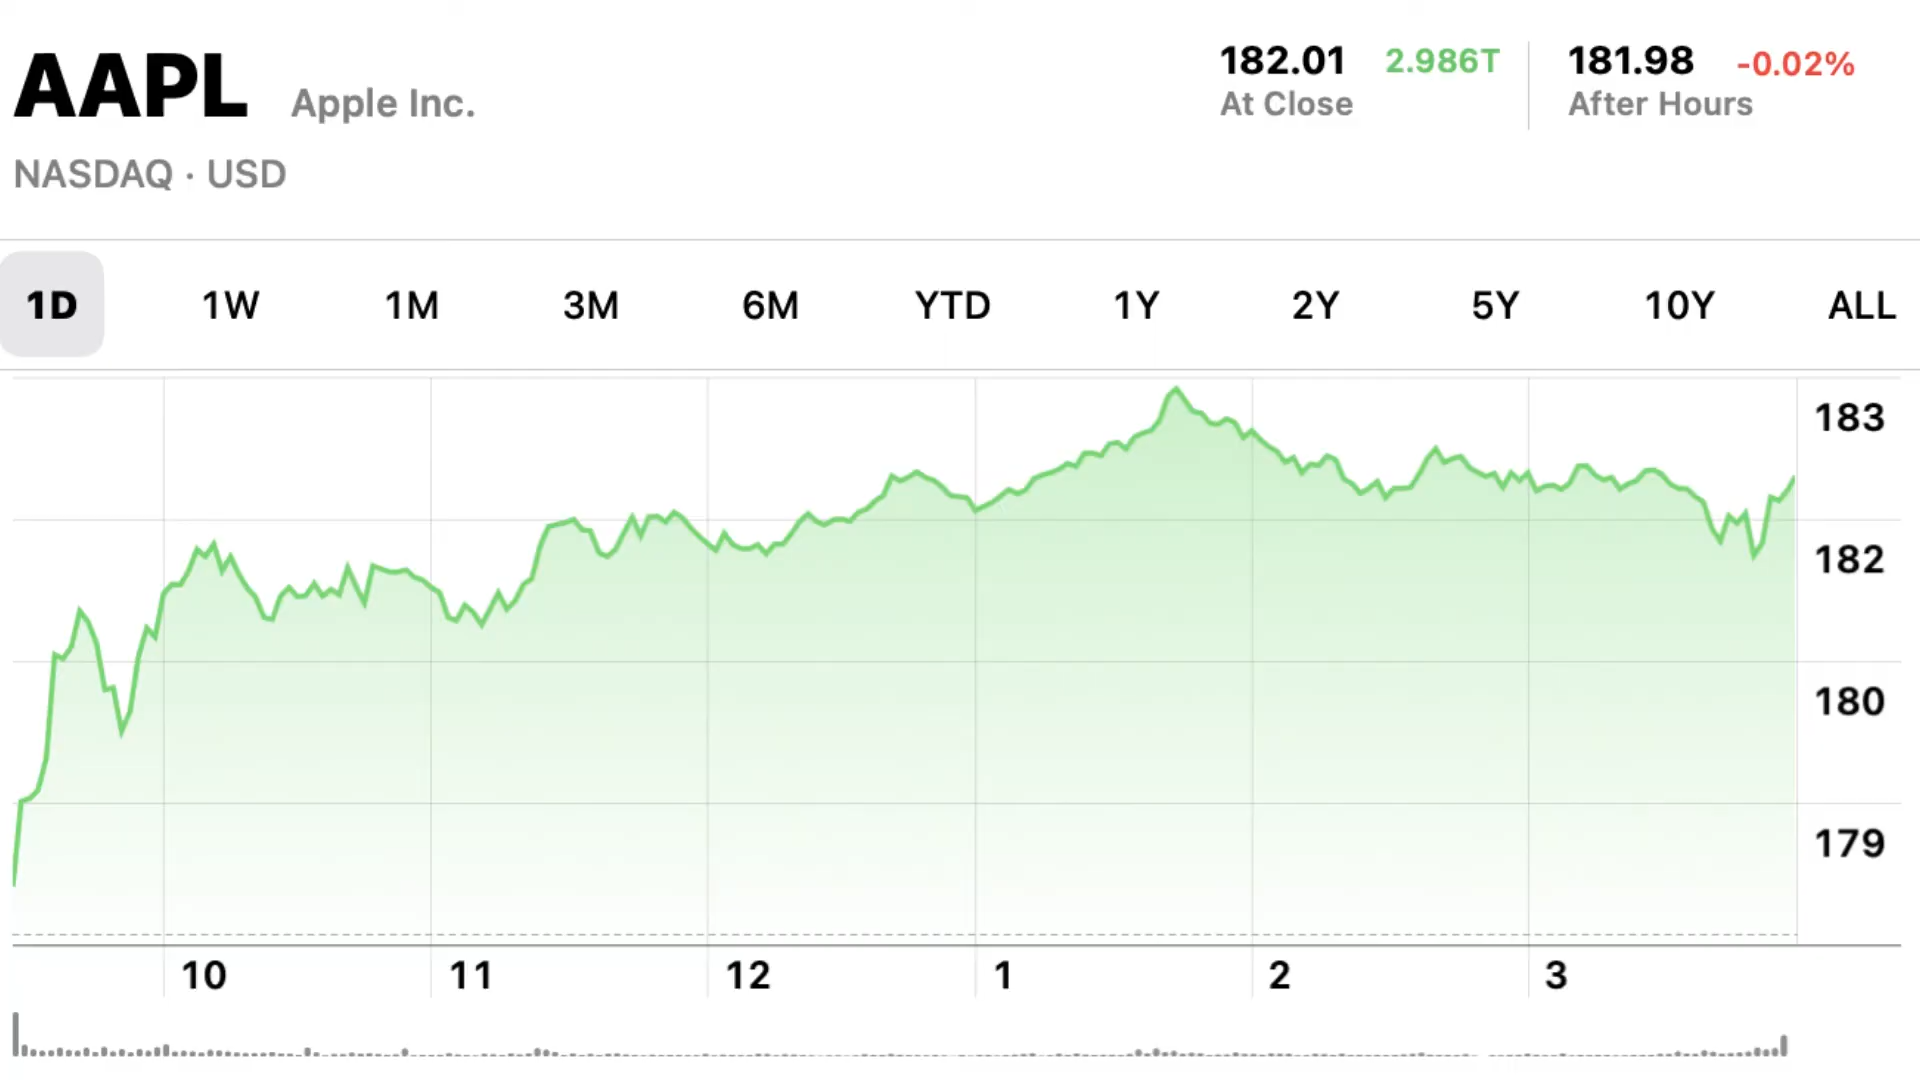 AAPL Apple Inc.
182.01 2.986T 181.98 -0.02%
At Close After Hours
NASDAQ · USD
1D 1W 1M 3M 6M YTD 1Y 2Y 5Y 10Y ALL
183
182
180
179
10 11 12 1 2 3